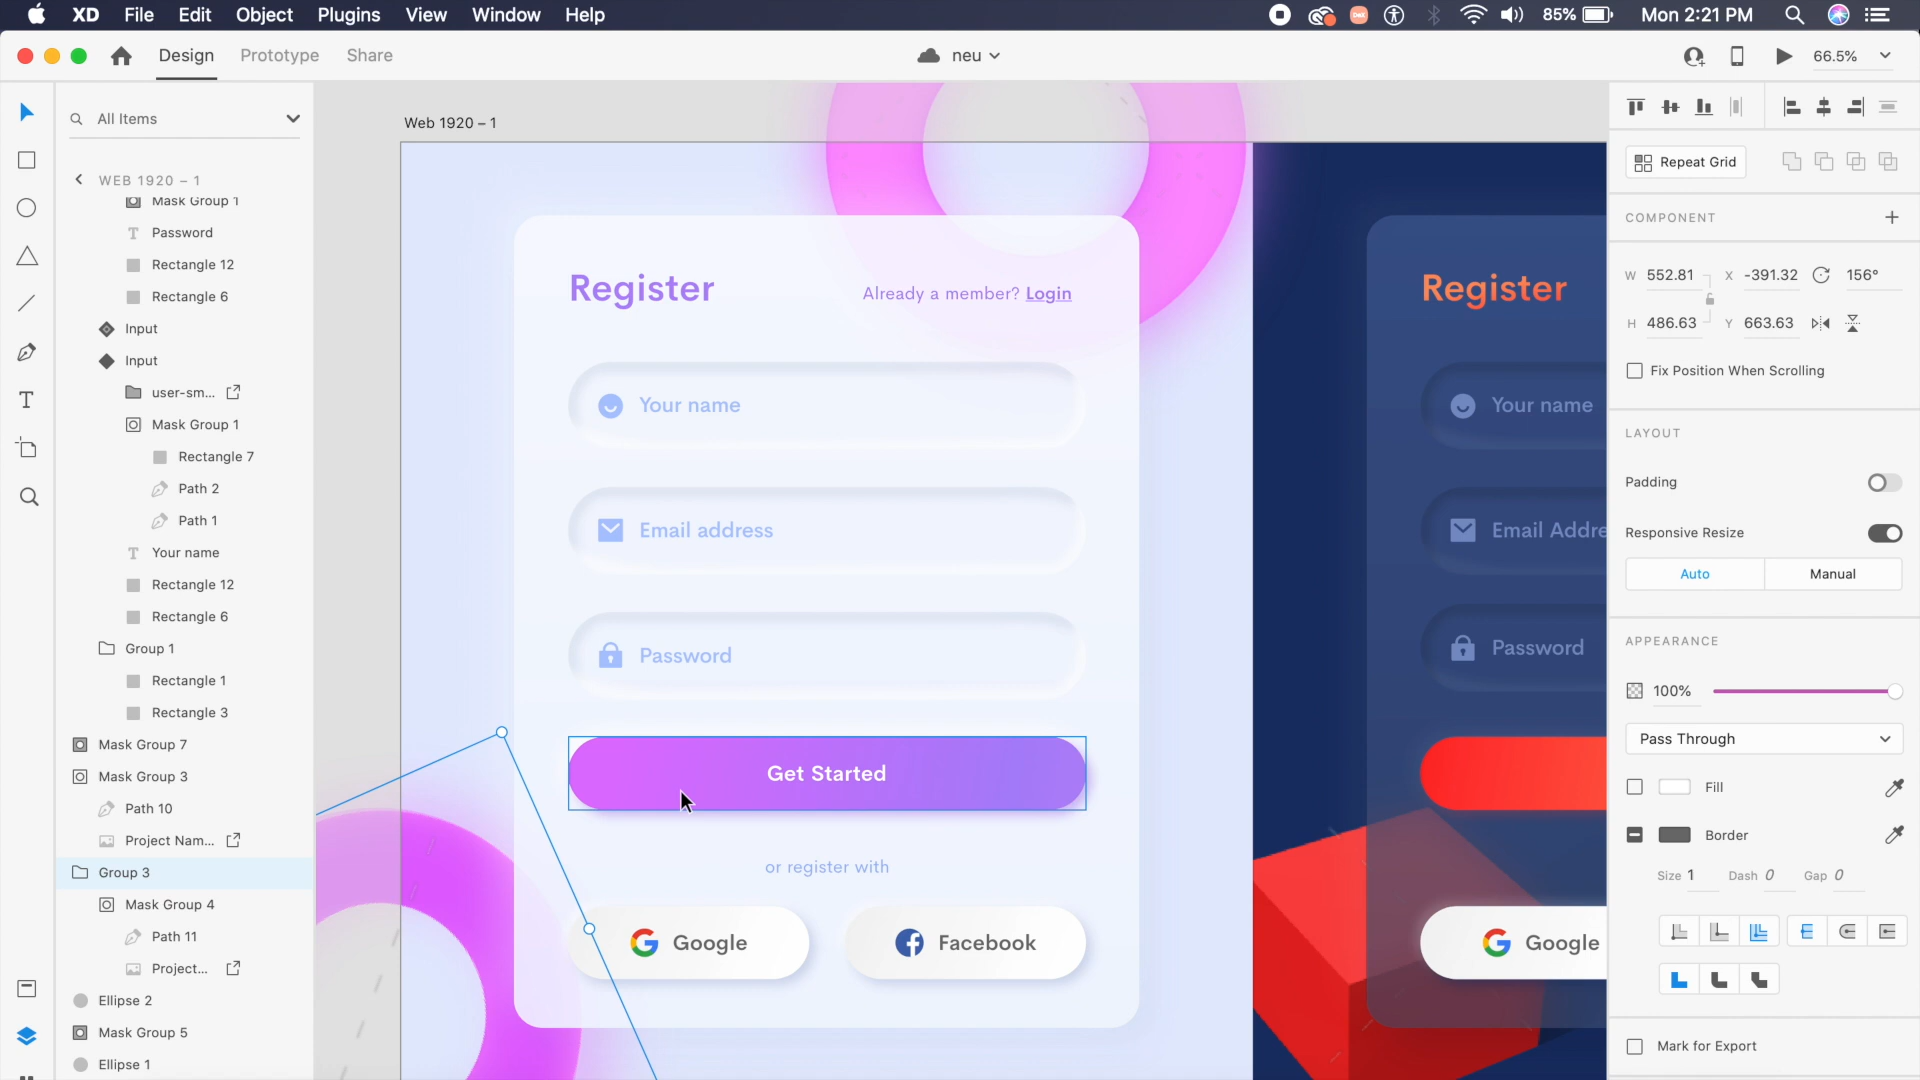 XD File Edit Object Plugins View Window Help 85% Mon 2:21 PM
Design Prototype Share neu 66.5%
All Items
WEB 1920 – 1
Mask Group 1
Password
Rectangle 12
Rectangle 6
Input
Input
user-sm...
Mask Group 1
Rectangle 7
Path 2
Path 1
Your name
Rectangle 12
Rectangle 6
Group 1
Rectangle 1
Rectangle 3
Mask Group 7
Mask Group 3
Path 10
Project Nam...
Group 3
Mask Group 4
Path 11
Project...
Ellipse 2
Mask Group 5
Ellipse 1
Web 1920 – 1
Register
Already a member? Login
Your name
Email address
Password
Get Started
or register with
Google
Facebook
Register
Your name
Email Addre
Password
Google
Repeat Grid
COMPONENT
W 552.81 X -391.32 156°
H 486.63 Y 663.63
Fix Position When Scrolling
LAYOUT
Padding
Responsive Resize
Auto Manual
APPEARANCE
100%
Pass Through
Fill
Border
Size 1 Dash 0 Gap 0
Mark for Export